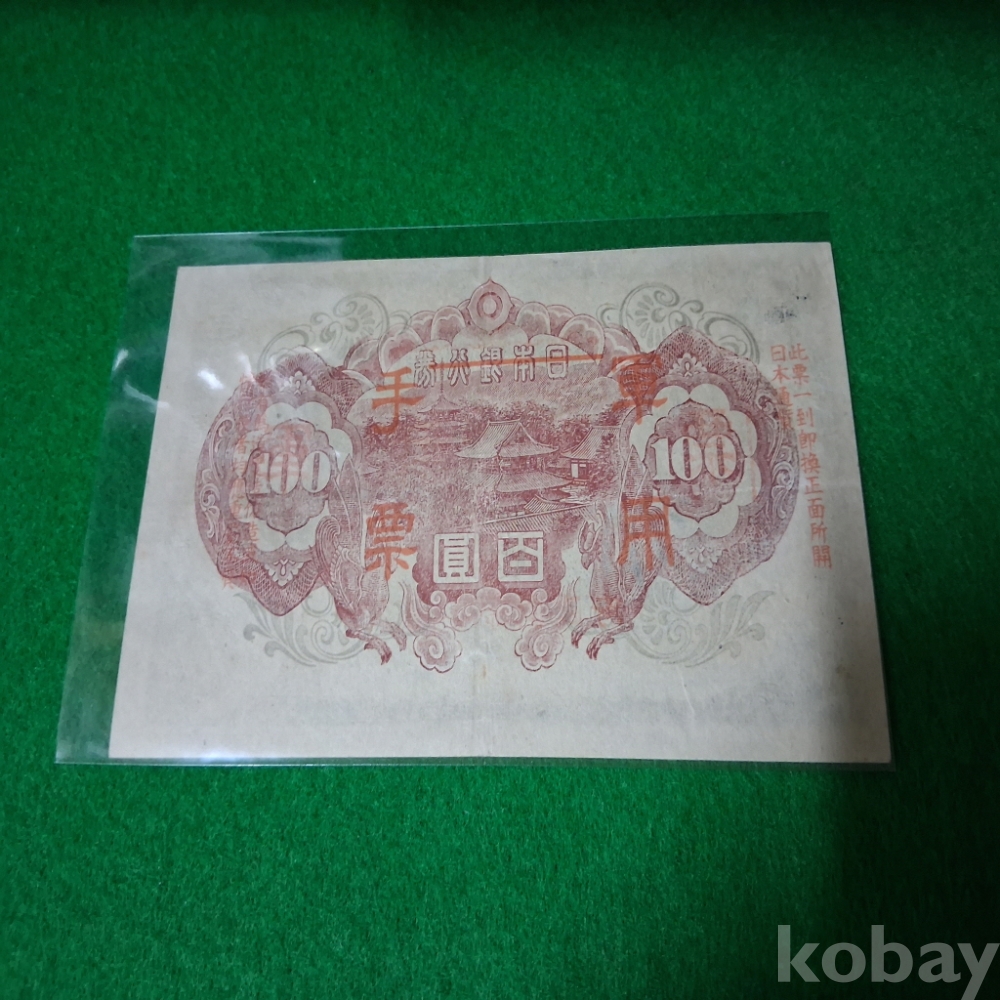 日本銀行券
軍用
手票
100
100
百圓
此票一到即換正面所開
日本通貨
kobay